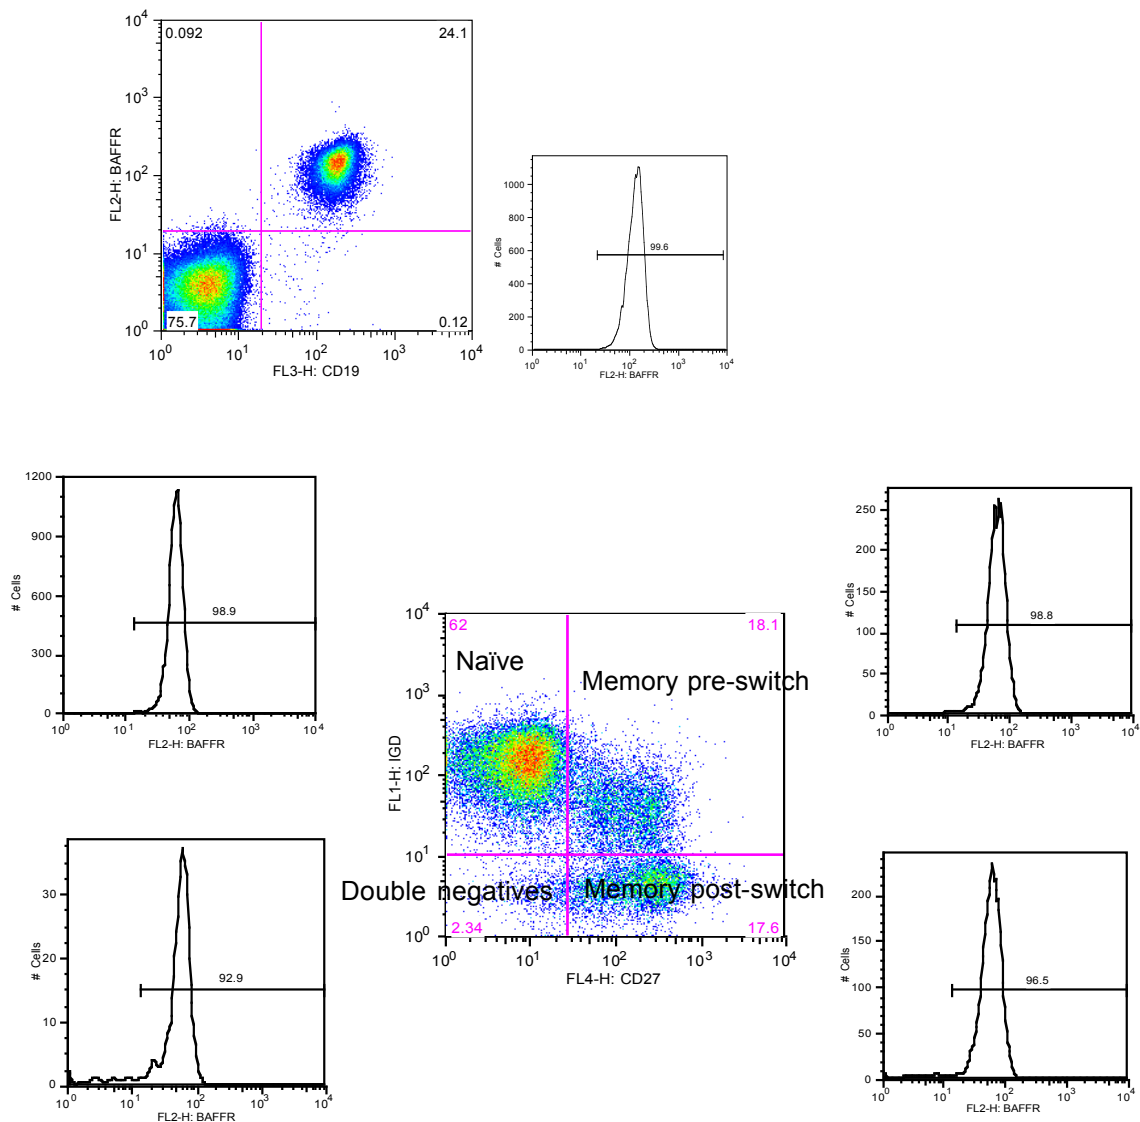 10^4
0.092
24.1
10^3
FL2-H: BAFFR
10^2
10^1
10^0
75.7
0.12
10^0 10^1 10^2 10^3 10^4
FL3-H: CD19
1000
800
# Cells
600
99.6
400
200
0
10^0 10^1 10^2 10^3 10^4
FL2-H: BAFFR
1200
900
# Cells
600
98.9
300
0
10^0 10^1 10^2 10^3 10^4
FL2-H: BAFFR
250
200
# Cells
150
98.8
100
50
0
10^0 10^1 10^2 10^3 10^4
FL2-H: BAFFR
10^4
62
18.1
Naïve
Memory pre-switch
10^3
FL1-H: IGD
10^2
10^1
Double negatives
Memory post-switch
2.34
17.6
10^0
10^0 10^1 10^2 10^3 10^4
FL4-H: CD27
30
# Cells
20
92.9
10
0
10^0 10^1 10^2 10^3 10^4
FL2-H: BAFFR
200
# Cells
150
96.5
100
50
0
10^0 10^1 10^2 10^3 10^4
FL2-H: BAFFR